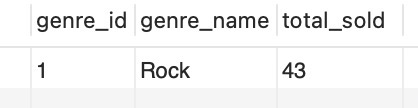 genre_id genre_name total_sold
1 Rock 43